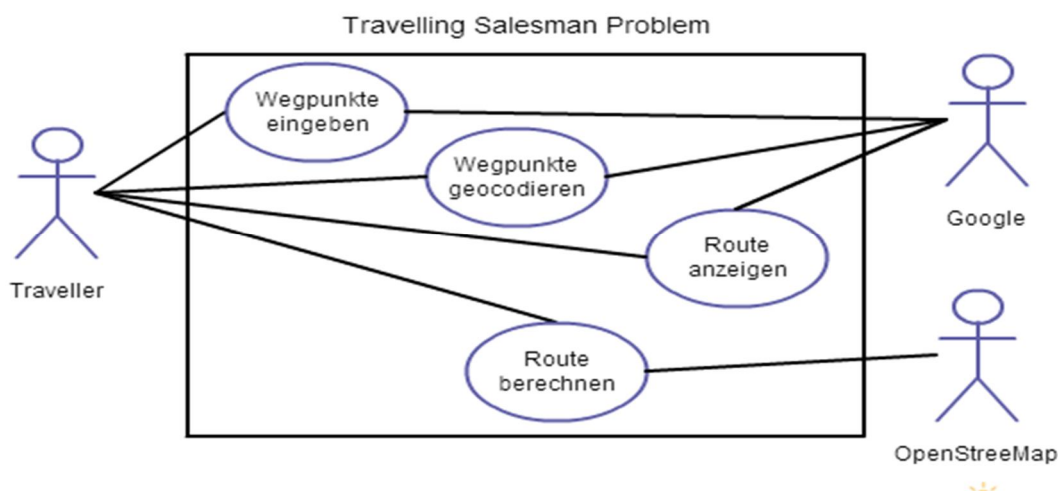 Travelling Salesman Problem
Wegpunkte
eingeben
Wegpunkte
geocodieren
Google
Route
anzeigen
Traveller
Route
berechnen
OpenStreeMap